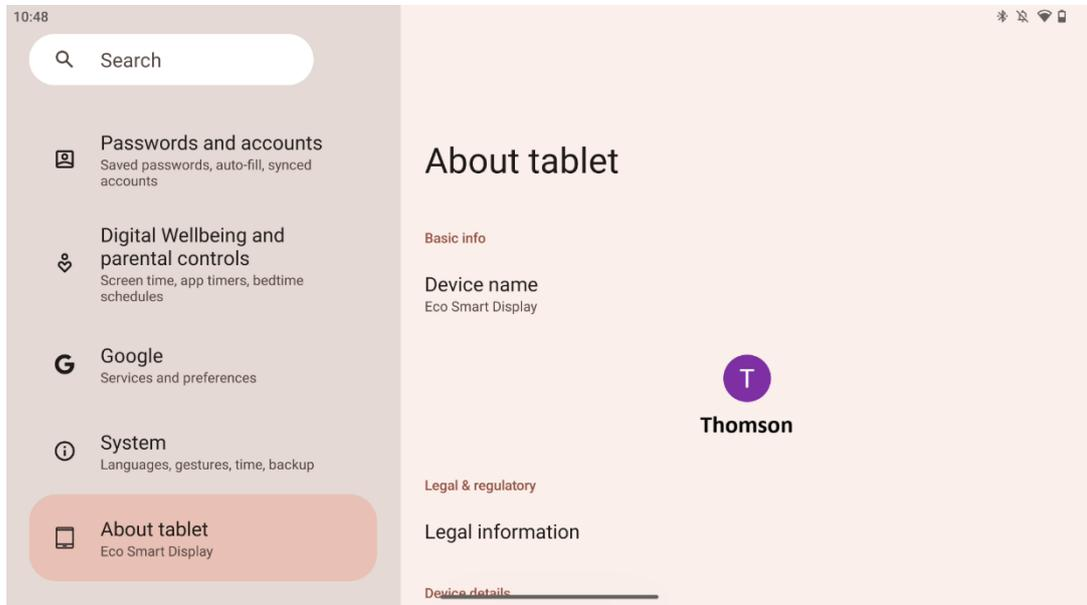 10:48
Search
Passwords and accounts
Saved passwords, auto-fill, synced
accounts
Digital Wellbeing and
parental controls
Screen time, app timers, bedtime
schedules
Google
Services and preferences
System
Languages, gestures, time, backup
About tablet
Eco Smart Display
About tablet
Basic info
Device name
Eco Smart Display
T
Thomson
Legal & regulatory
Legal information
Device details